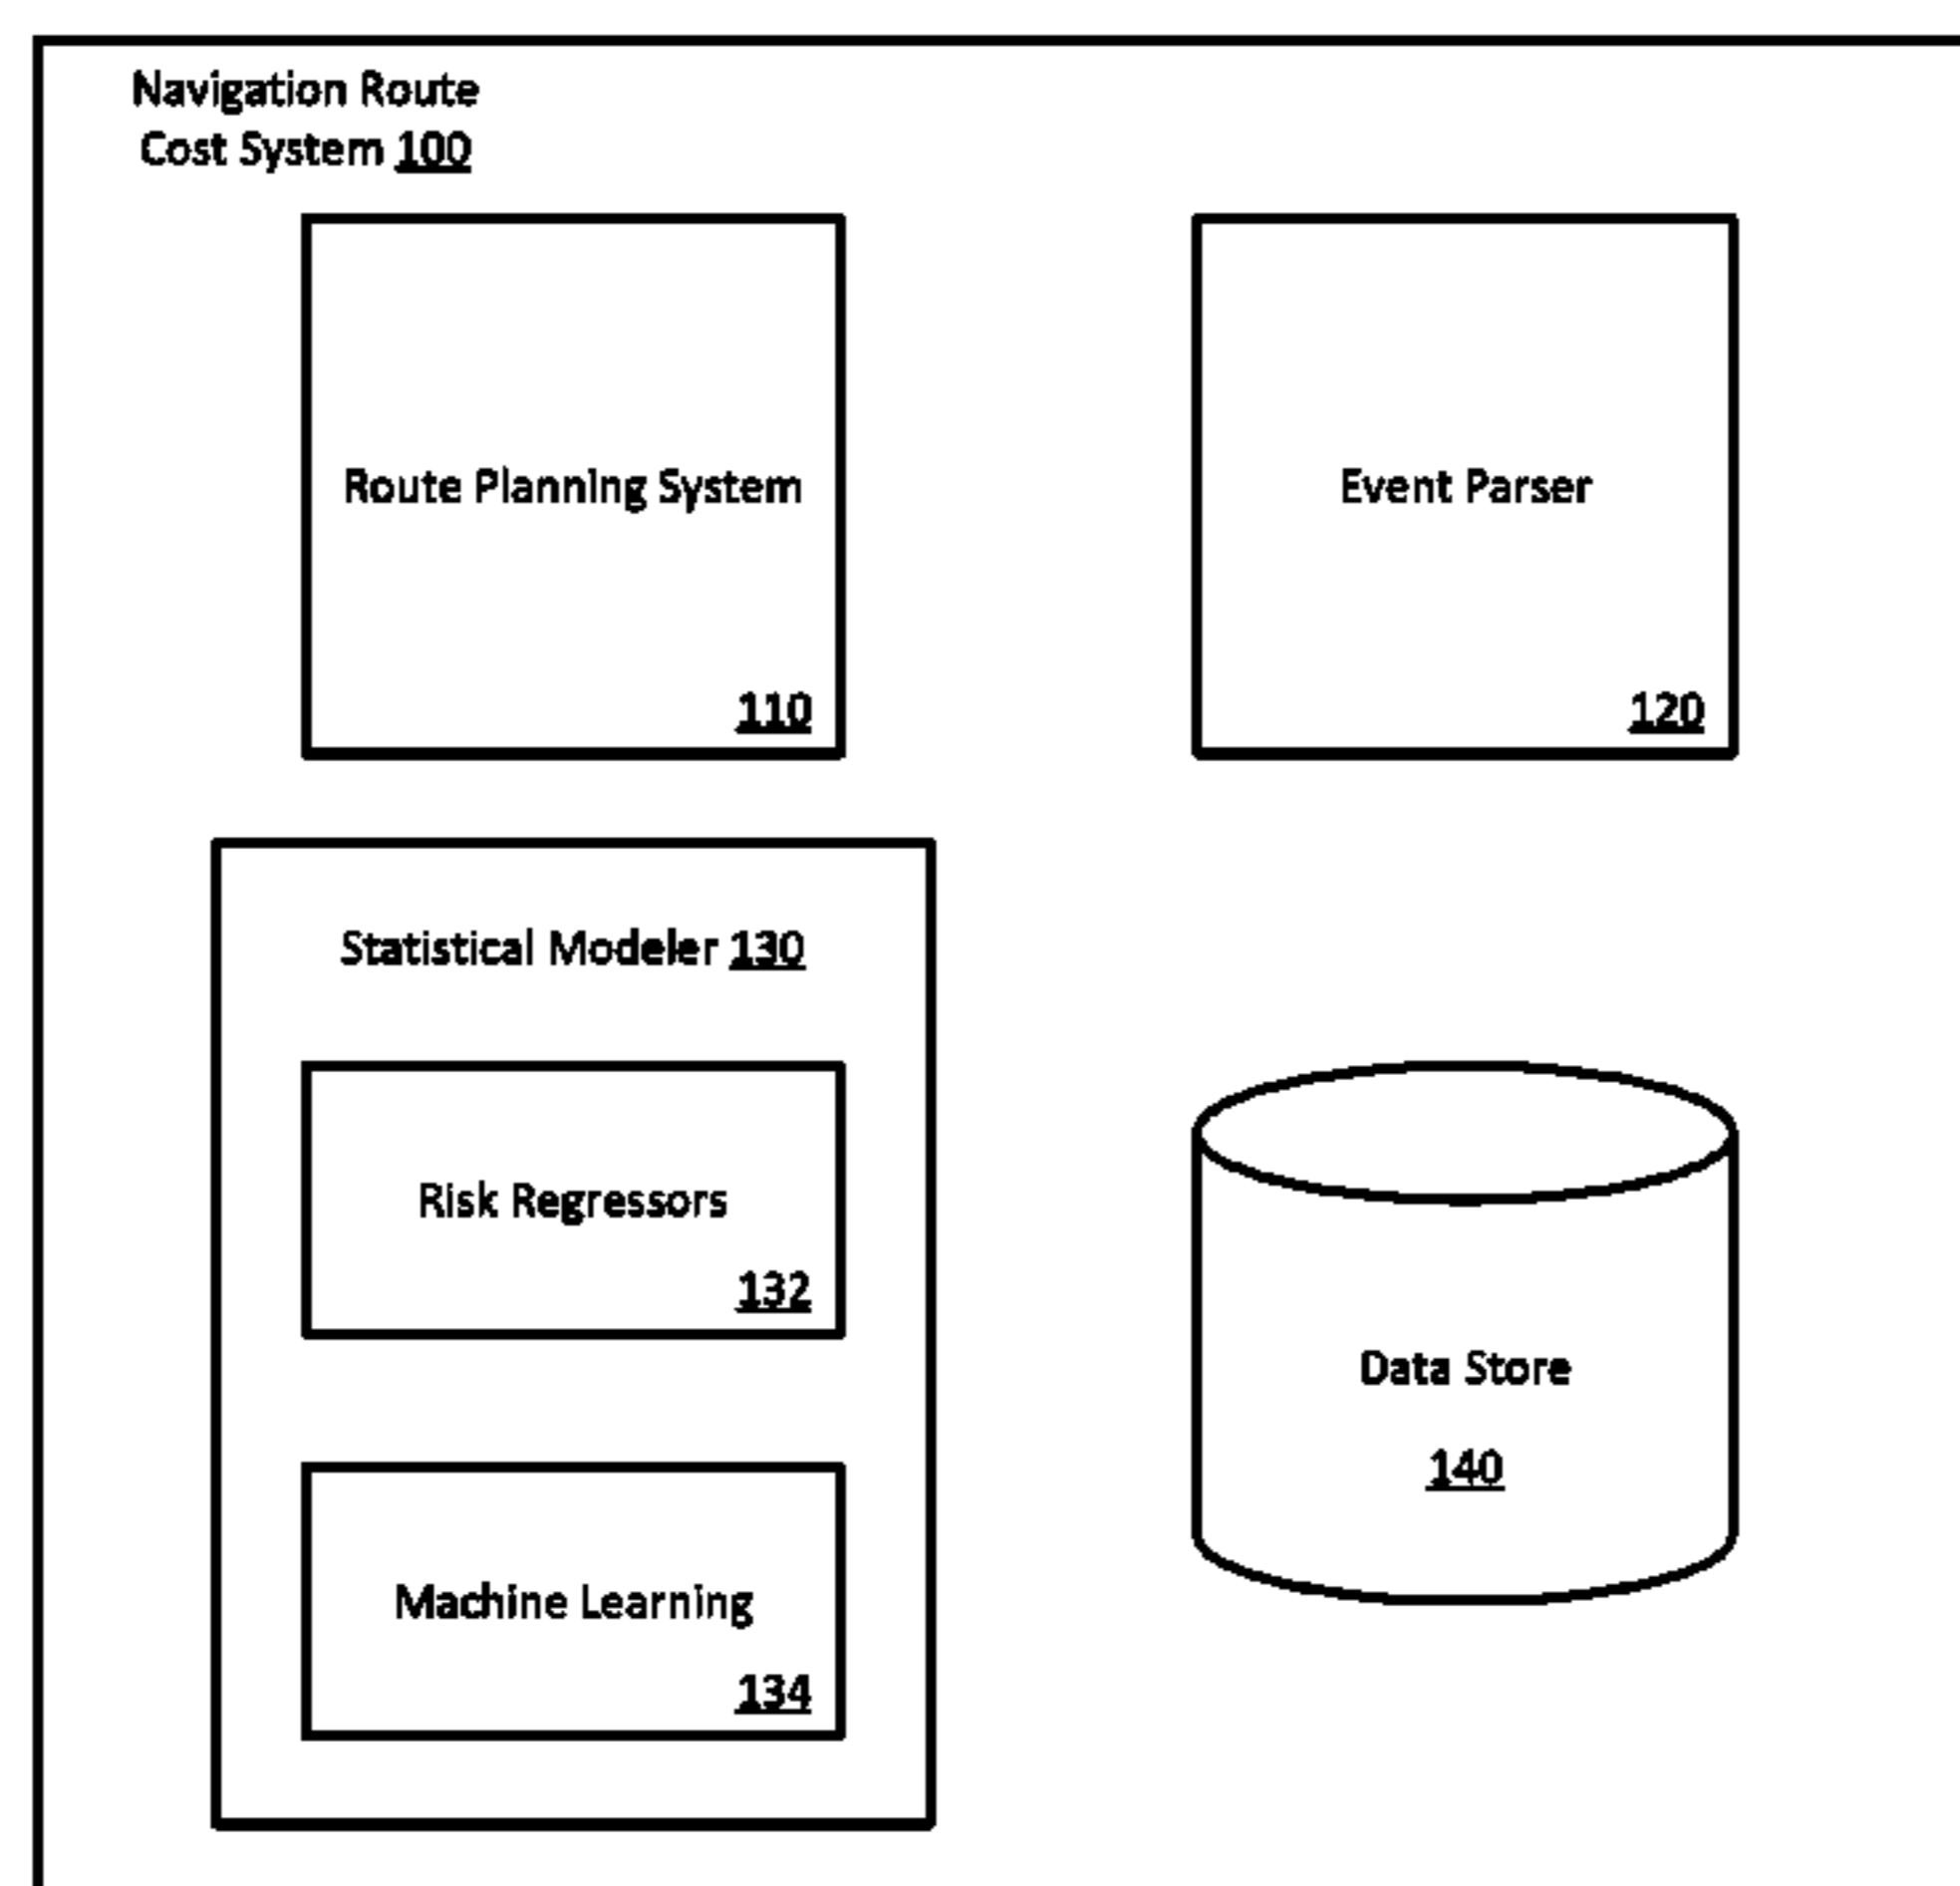 Navigation Route
Cost System 100
Route Planning System
110
Event Parser
120
Statistical Modeler 130
Risk Regressors
132
Machine Learning
134
Data Store
140